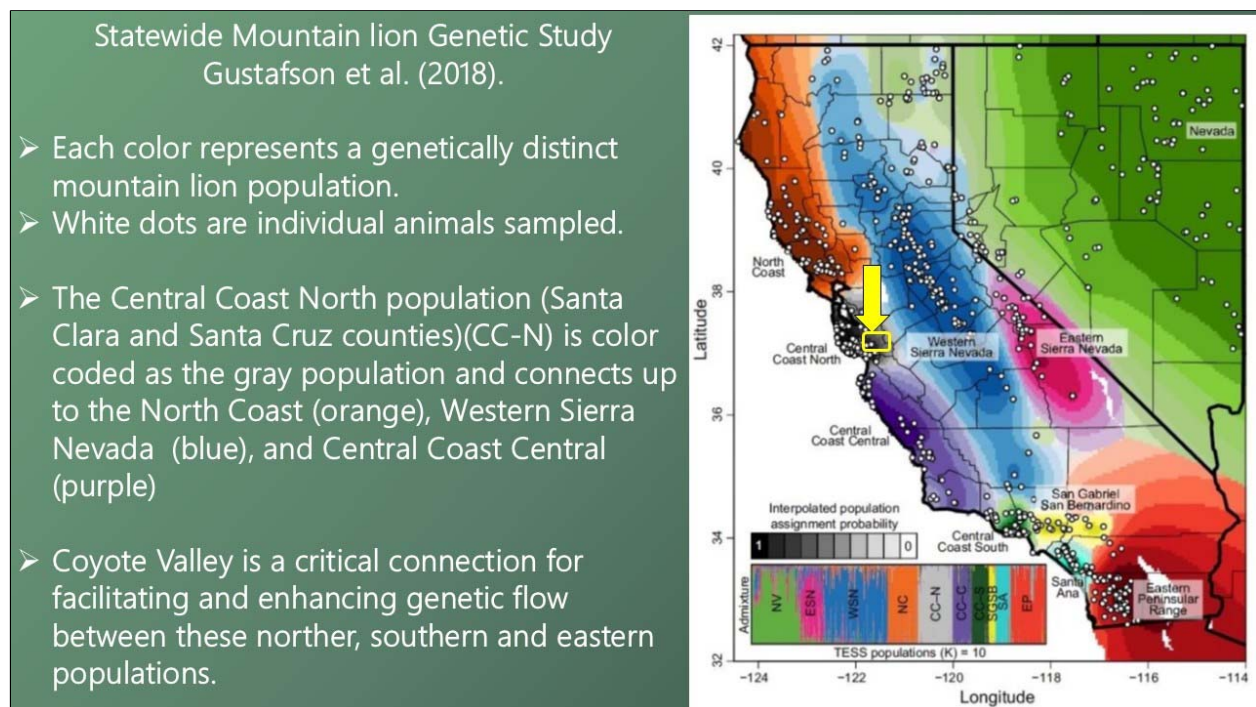 Statewide Mountain lion Genetic Study
Gustafson et al. (2018).
➢ Each color represents a genetically distinct
mountain lion population.
➢ White dots are individual animals sampled.
➢ The Central Coast North population (Santa
Clara and Santa Cruz counties)(CC-N) is color
coded as the gray population and connects up
to the North Coast (orange), Western Sierra
Nevada (blue), and Central Coast Central
(purple)
➢ Coyote Valley is a critical connection for
facilitating and enhancing genetic flow
between these norther, southern and eastern
populations.
42
40
38
36
34
32
Latitude
Nevada
North
Coast
Central
Coast North
Western
Sierra Nevada
Eastern
Sierra Nevada
Central
Coast Central
San Gabriel
San Bernardino
Central
Coast South
Santa
Ana
Eastern
Peninsular
Range
Interpolated population
assignment probability
1
0
Admixture
NV
ESN
WSN
NC
CC-N
CC-C
CC-S
SGSB
SA
EP
TESS populations (K) = 10
−124
−122
−120
−118
−116
−114
Longitude